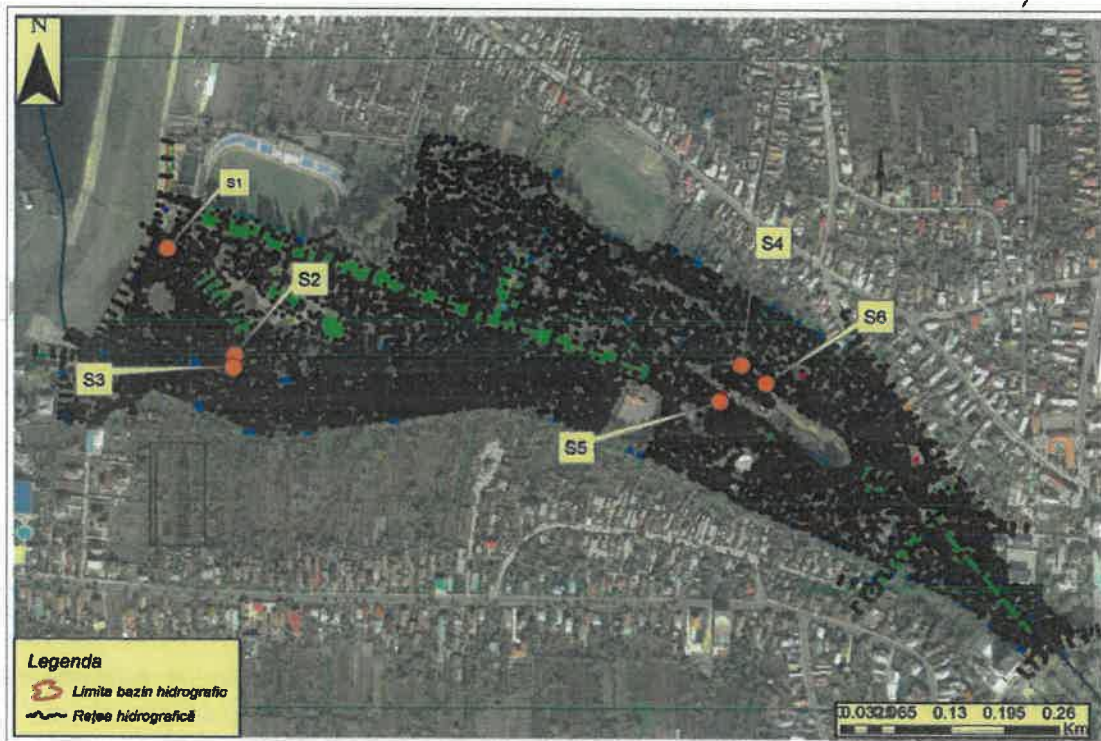 N
S1
S2
S3
S4
S6
S5
Legenda
Limita bazin hidrografic
Rețea hidrografică
0.13 0.195 0.26
Km